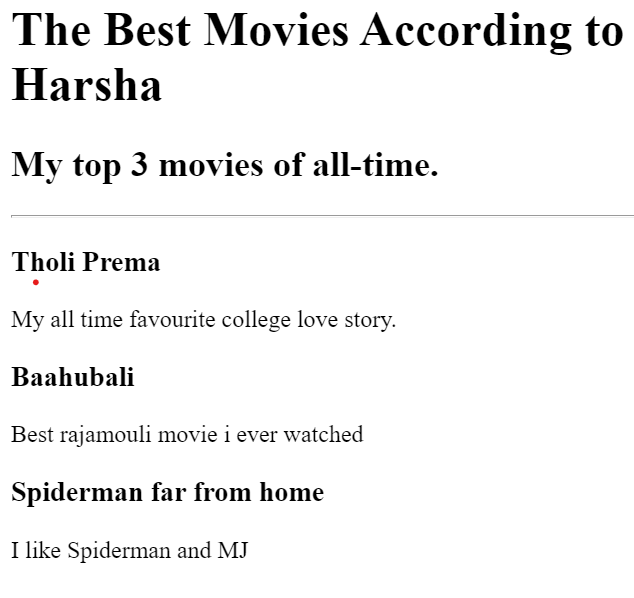 The Best Movies According to
Harsha
My top 3 movies of all-time.
Tholi Prema
My all time favourite college love story.
Baahubali
Best rajamouli movie i ever watched
Spiderman far from home
I like Spiderman and MJ